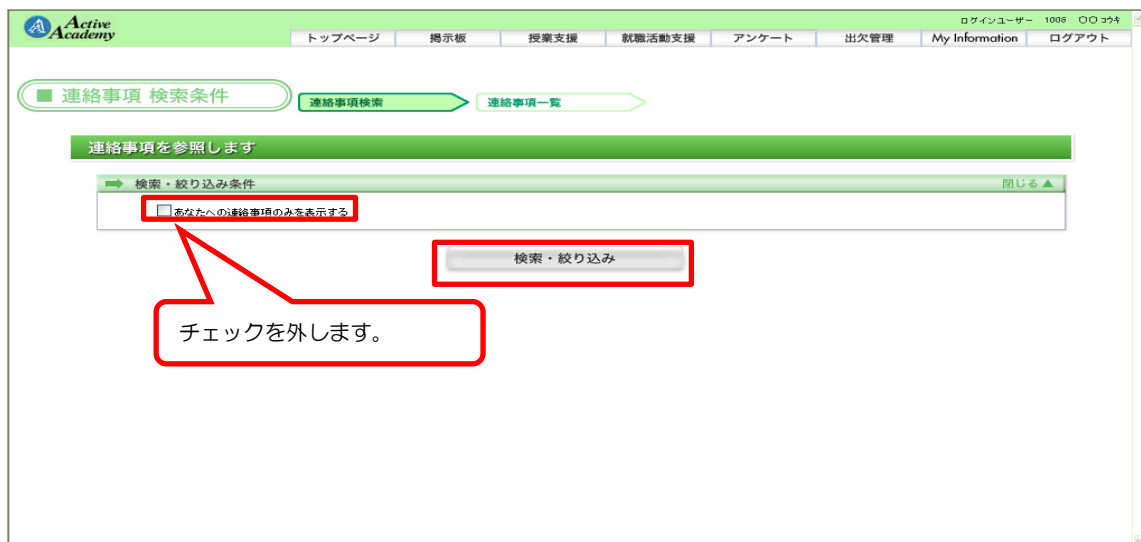 Active Academy
ログインユーザー 1008 〇〇コウキ
トップページ 掲示板 授業支援 就職活動支援 アンケート 出欠管理 My Information ログアウト
■ 連絡事項 検索条件
連絡事項検索 連絡事項一覧
連絡事項を参照します
検索・絞り込み条件 閉じる▲
あなたへの連絡事項のみを表示する
検索・絞り込み
チェックを外します。